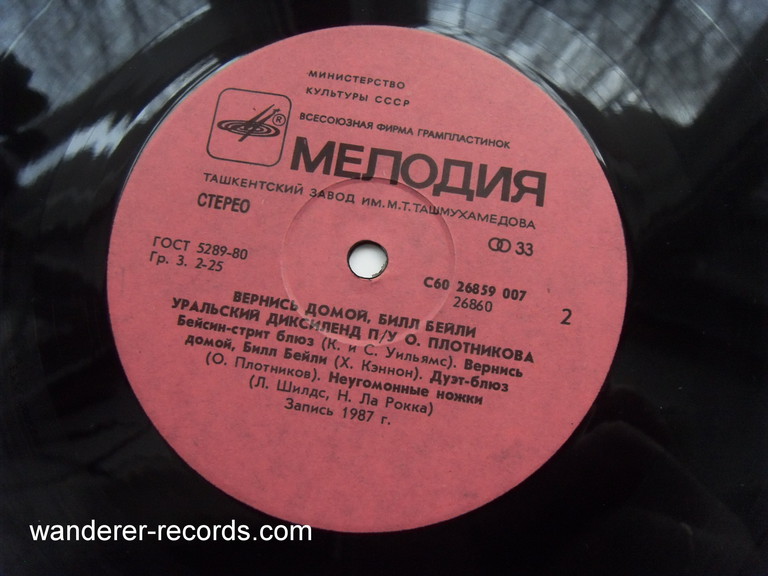 МИНИСТЕРСТВО
КУЛЬТУРЫ СССР
ВСЕСОЮЗНАЯ ФИРМА ГРАМПЛАСТИНОК
®
МЕЛОДИЯ
ТАШКЕНТСКИЙ ЗАВОД ИМ. М.Т. ТАШМУХАМЕДОВА
СТЕРЕО
33
ГОСТ 5289-80
Гр. 3. 2-25
С60 26859 007
26860
2
ВЕРНИСЬ ДОМОЙ, БИЛЛ БЕЙЛИ
УРАЛЬСКИЙ ДИКСИЛЕНД П/У О. ПЛОТНИКОВА
Бейсин-стрит блюз (К. и С. Уильямс). Вернись
домой, Билл Бейли (Х. Кэннон). Дуэт-блюз
(О. Плотников). Неугомонные ножки
(Л. Шилдс, Н. Ла Рокка)
Запись 1987 г.
wanderer-records.com